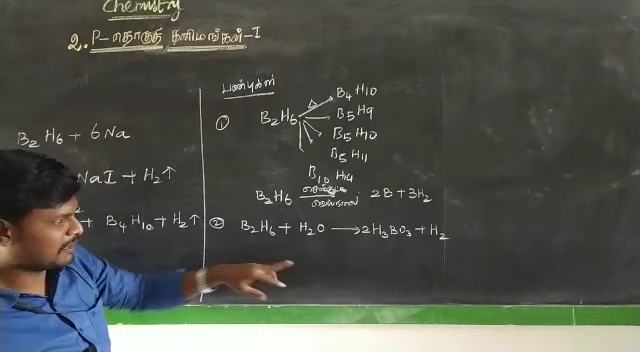 Chemistry
2. P-தொகுதி தனிமங்கள்-I
B₂H₆ + 6Na
NaI + H₂↑
+ B₄H₁₀ + H₂↑
பண்புகள்
① B₂H₆ Δ
B₄H₁₀
B₅H₉
B₅H₁₀
B₅H₁₁
B₁₀H₁₄
B₂H₆ 2B + 3H₂
② B₂H₆ + H₂O ⟶ 2H₃BO₃ + H₂